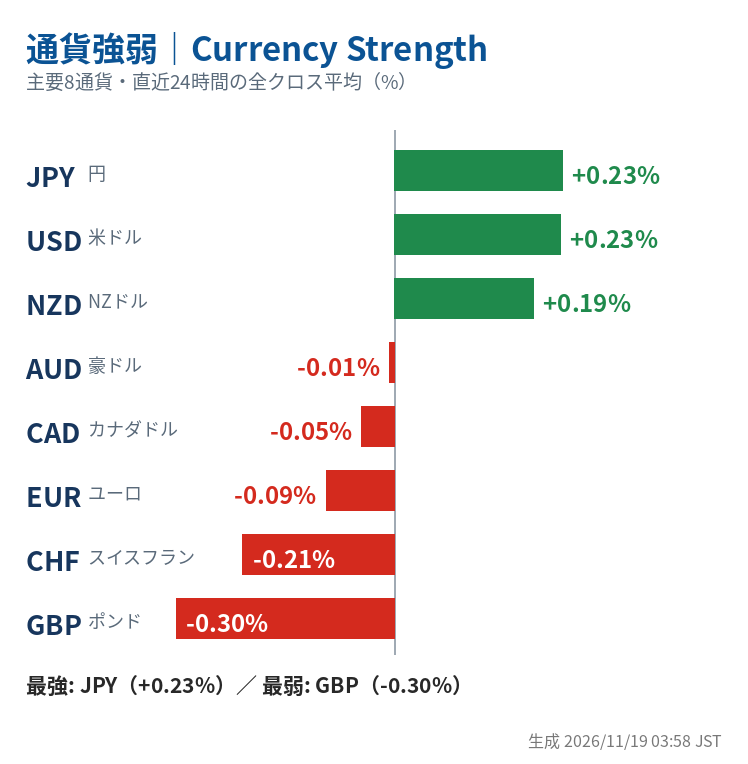 通貨強弱｜Currency Strength
主要8通貨・直近24時間の全クロス平均（%）
JPY 円 +0.23%
USD 米ドル +0.23%
NZD NZドル +0.19%
AUD 豪ドル -0.01%
CAD カナダドル -0.05%
EUR ユーロ -0.09%
CHF スイスフラン -0.21%
GBP ポンド -0.30%
最強: JPY（+0.23%）／ 最弱: GBP（-0.30%）
生成 2026/11/19 03:58 JST